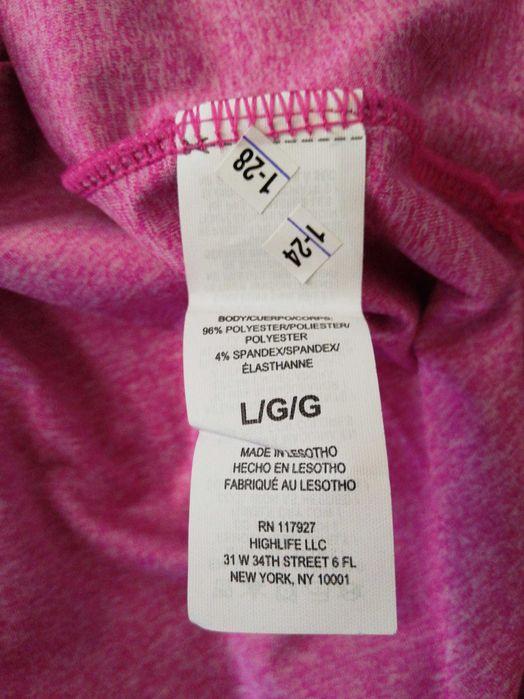 1-28
1-24
BODY/CUERPO/CORPS:
96% POLYESTER/POLIESTER/
POLYESTER
4% SPANDEX/SPANDEX/
ÉLASTHANNE
L/G/G
MADE IN LESOTHO
HECHO EN LESOTHO
FABRIQUÉ AU LESOTHO
RN 117927
HIGHLIFE LLC
31 W 34TH STREET 6 FL
NEW YORK, NY 10001